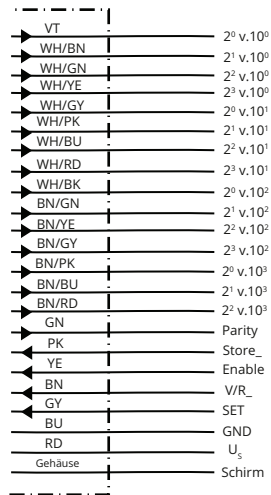 VT 2⁰ v.10⁰
WH/BN 2¹ v.10⁰
WH/GN 2² v.10⁰
WH/YE 2³ v.10⁰
WH/GY 2⁰ v.10¹
WH/PK 2¹ v.10¹
WH/BU 2² v.10¹
WH/RD 2³ v.10¹
WH/BK 2⁰ v.10²
BN/GN 2¹ v.10²
BN/YE 2² v.10²
BN/GY 2³ v.10²
BN/PK 2⁰ v.10³
BN/BU 2¹ v.10³
BN/RD 2² v.10³
GN Parity
PK Store_
YE Enable
BN V/R_
GY SET
BU GND
RD Uₛ
Gehäuse Schirm